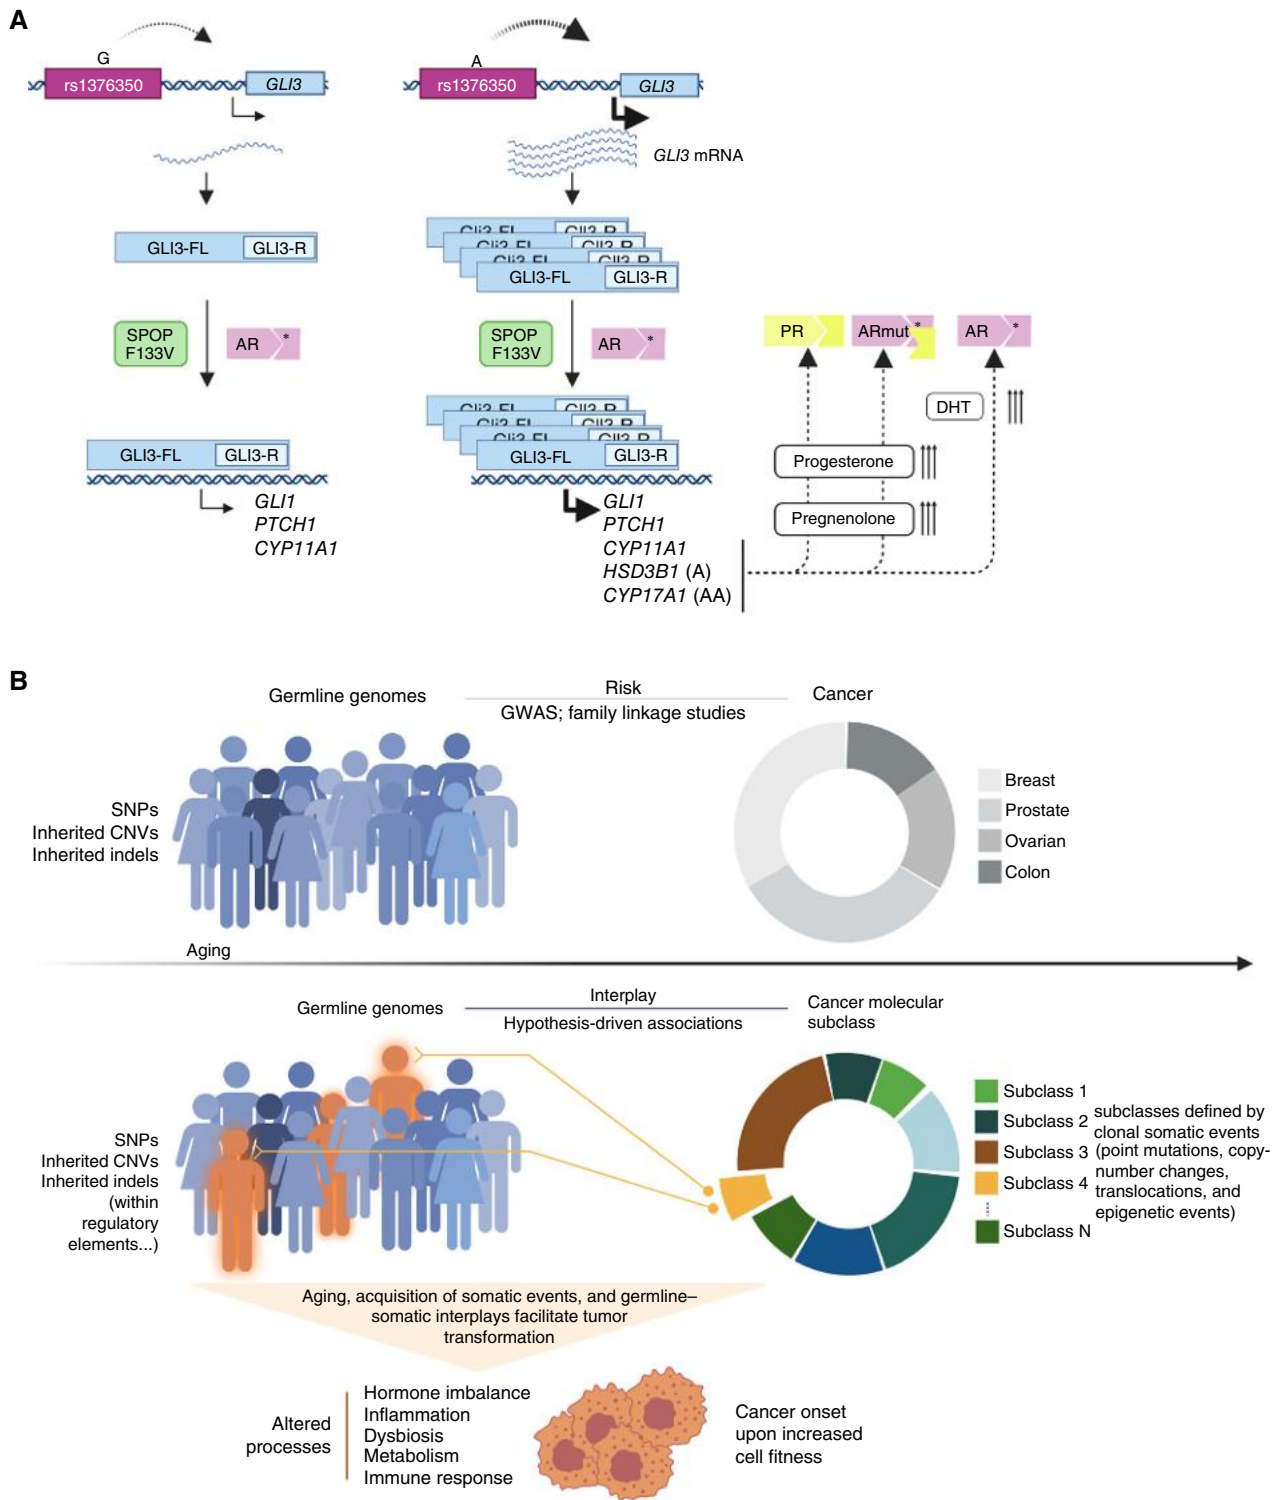 A
G
rs1376350
GLI3
A
rs1376350
GLI3
GLI3 mRNA
GLI3-FL
GLI3-R
Gli3-FL
GLI3-FL
GLI3-R
SPOP
F133V
AR
*
SPOP
F133V
AR
*
PR
ARmut
*
AR
*
DHT
Progesterone
Pregnenolone
GLI3-FL
GLI3-R
GLI3-FL
GLI3-R
GLI1
PTCH1
CYP11A1
GLI1
PTCH1
CYP11A1
HSD3B1 (A)
CYP17A1 (AA)
B
Germline genomes
Risk
GWAS; family linkage studies
Cancer
SNPs
Inherited CNVs
Inherited indels
Breast
Prostate
Ovarian
Colon
Aging
Germline genomes
Interplay
Hypothesis-driven associations
Cancer molecular
subclass
SNPs
Inherited CNVs
Inherited indels
(within
regulatory
elements...)
Subclass 1
Subclass 2
Subclass 3
Subclass 4
Subclass N
subclasses defined by
clonal somatic events
(point mutations, copy-
number changes,
translocations, and
epigenetic events)
Aging, acquisition of somatic events, and germline–
somatic interplays facilitate tumor
transformation
Altered
processes
Hormone imbalance
Inflammation
Dysbiosis
Metabolism
Immune response
Cancer onset
upon increased
cell fitness